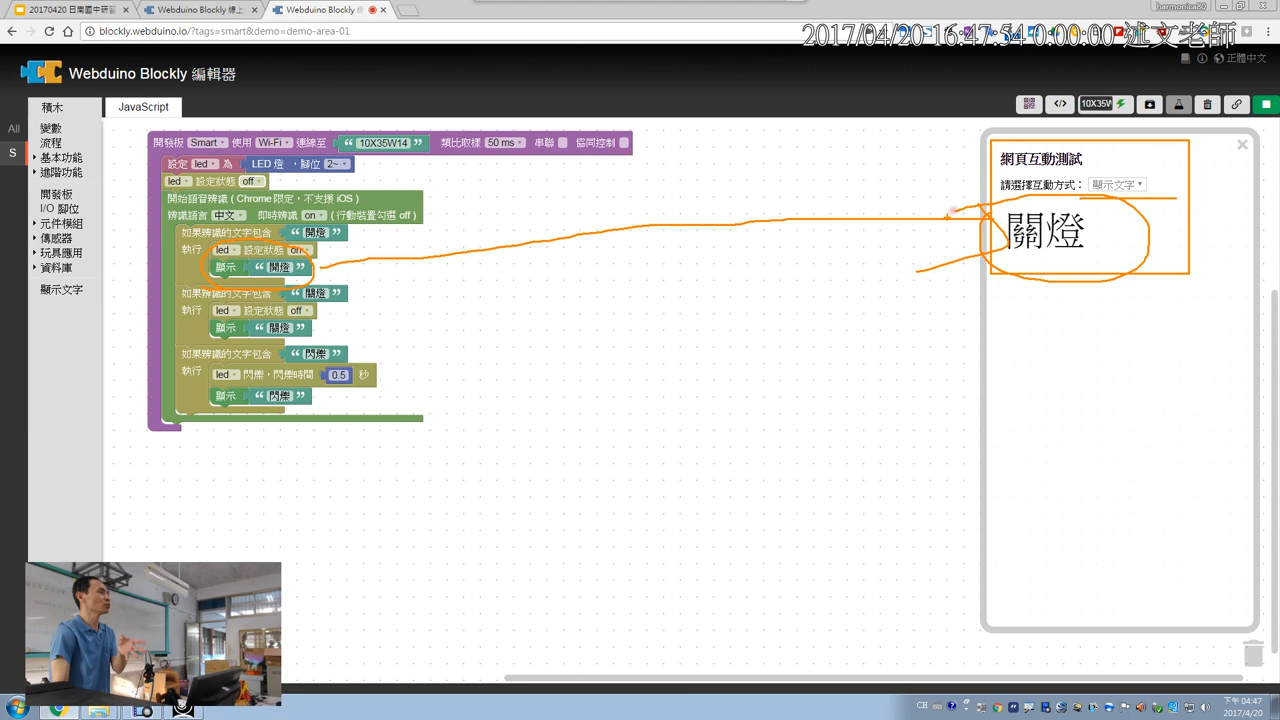 20170420 日南國中研習
Webduino Blockly 線上
Webduino Blockly 編
harmonica80
blockly.webduino.io/?tags=smart&demo=demo-area-01
2017/04/20 16:47.54 0.00:00 述文老師
Webduino Blockly 編輯器
正體中文
積木
JavaScript
10X35W
All
S
變數
流程
基本功能
進階功能
開發板
I/O 腳位
元件模組
傳感器
玩具應用
資料庫
顯示文字
開發板 Smart 使用 Wi-Fi 連線至 “ 10X35W14 ” 類比取樣 50 ms 串聯 協同控制
設定 led 為 LED 燈 ，腳位 2~
led 設定狀態 off
開始語音辨識 ( Chrome 限定，不支援 iOS )
辨識語言 中文 即時辨識 on ( 行動裝置勾選 off )
如果辨識的文字包含 “ 開燈 ”
執行 led 設定狀態 on
顯示 “ 開燈 ”
如果辨識的文字包含 “ 關燈 ”
執行 led 設定狀態 off
顯示 “ 關燈 ”
如果辨識的文字包含 “ 閃爍 ”
執行 led 閃爍，閃爍時間 0.5 秒
顯示 “ 閃爍 ”
網頁互動測試
請選擇互動方式： 顯示文字
關燈
CH
下午 04:47
2017/4/20